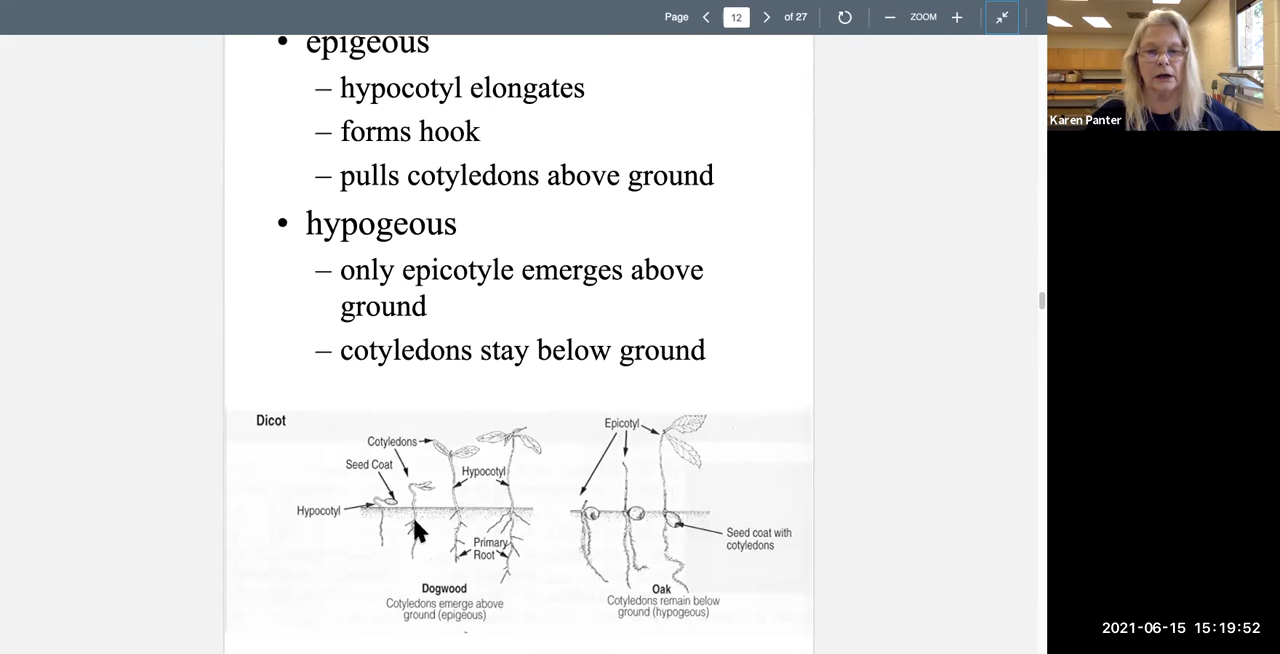 Page 12 of 27 ZOOM
• epigeous
– hypocotyl elongates
– forms hook
– pulls cotyledons above ground
• hypogeous
– only epicotyle emerges above
ground
– cotyledons stay below ground
Dicot
Cotyledons
Seed Coat
Hypocotyl
Hypocotyl
Primary
Root
Dogwood
Cotyledons emerge above
ground (epigeous)
Epicotyl
Seed coat with
cotyledons
Oak
Cotyledons remain below
ground (hypogeous)
Karen Panter
2021-06-15 15:19:52